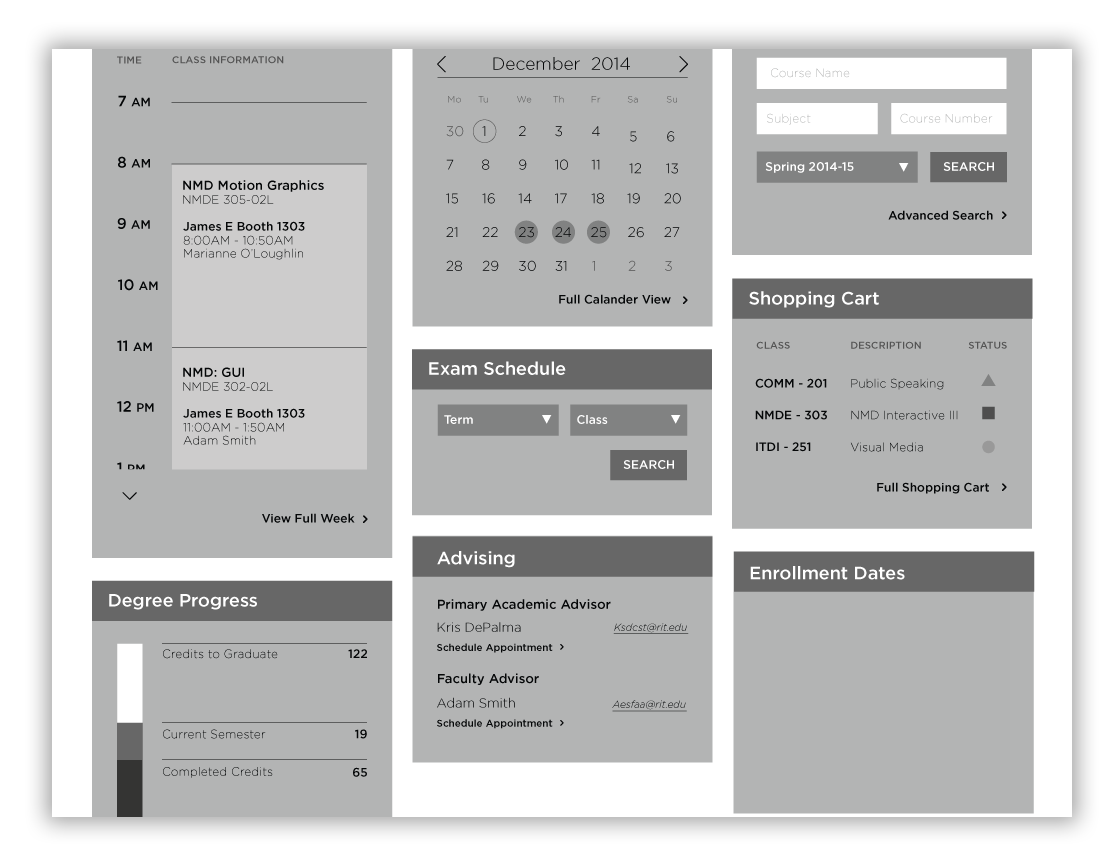 TIME CLASS INFORMATION
7 AM
8 AM
NMD Motion Graphics
NMDE 305-02L
9 AM
James E Booth 1303
8:00AM - 10:50AM
Marianne O'Loughlin
10 AM
11 AM
NMD: GUI
NMDE 302-02L
12 PM
James E Booth 1303
11:00AM - 1:50AM
Adam Smith
1 PM
View Full Week >
Degree Progress
Credits to Graduate 122
Current Semester 19
Completed Credits 65
< December 2014 >
Mo Tu We Th Fr Sa Su
30 1 2 3 4 5 6
7 8 9 10 11 12 13
15 16 14 17 18 19 20
21 22 23 24 25 26 27
28 29 30 31 1 2 3
Full Calander View >
Exam Schedule
Term ▼ Class ▼
SEARCH
Advising
Primary Academic Advisor
Kris DePalma Ksdcst@rit.edu
Schedule Appointment >
Faculty Advisor
Adam Smith Aesfaa@rit.edu
Schedule Appointment >
Course Name
Subject Course Number
Spring 2014-15 ▼ SEARCH
Advanced Search >
Shopping Cart
CLASS DESCRIPTION STATUS
COMM - 201 Public Speaking
NMDE - 303 NMD Interactive III
ITDI - 251 Visual Media
Full Shopping Cart >
Enrollment Dates